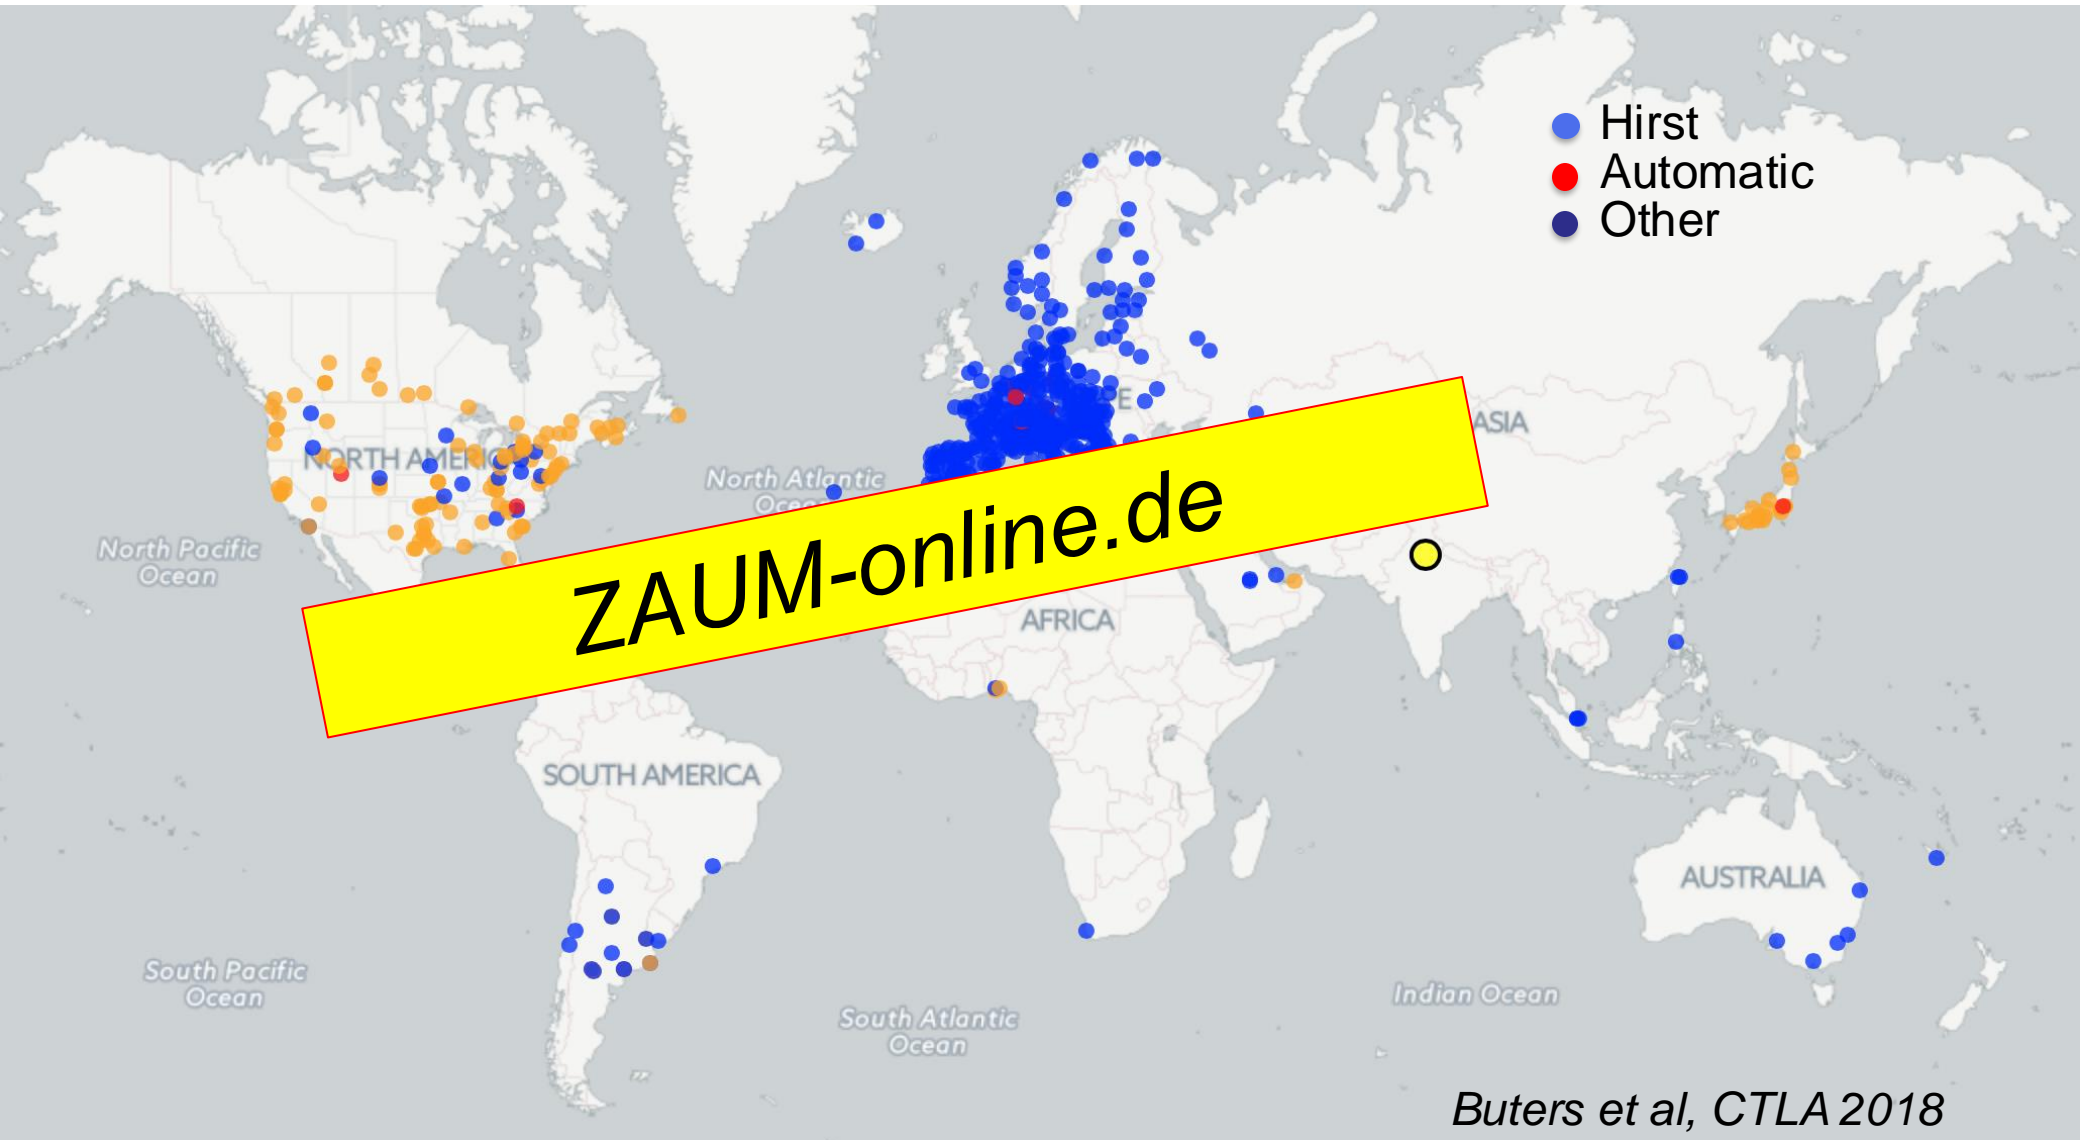 Hirst
Automatic
Other
NORTH AMERIC
E
ASIA
North Atlantic
Ocean
ZAUM-online.de
North Pacific
Ocean
AFRICA
SOUTH AMERICA
AUSTRALIA
South Pacific
Ocean
Indian Ocean
South Atlantic
Ocean
Buters et al, CTLA 2018